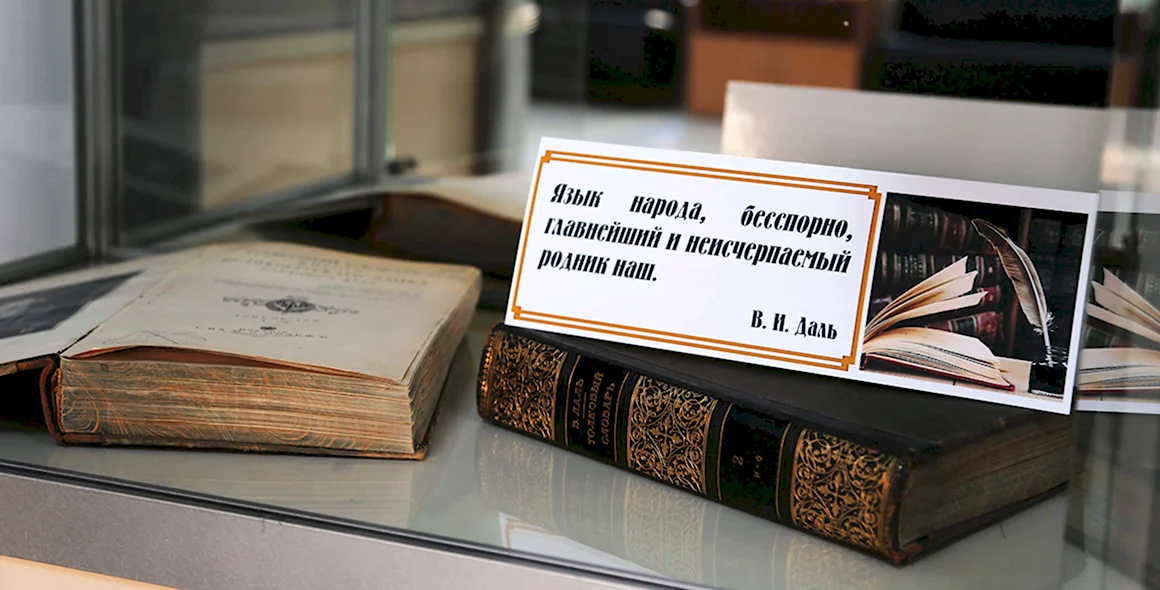 Язык народа, бесспорно,
главнейший и неисчерпаемый
родник наш.
В. И. Даль
В. ДАЛЬ
ТОЛКОВЫЙ
СЛОВАРЬ
2
И-О